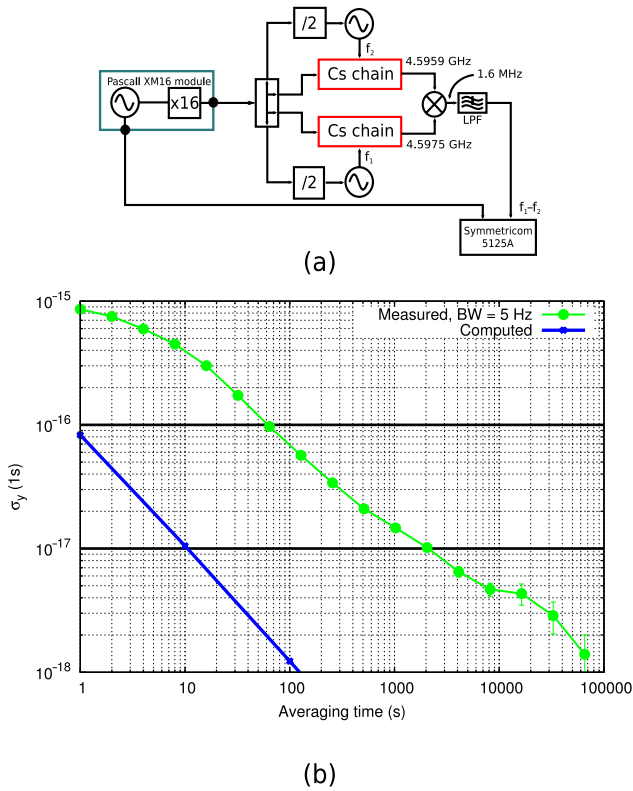 /2
f2
Pascall XM16 module
x16
Cs chain
4.5959 GHz
1.6 MHz
LPF
Cs chain
4.5975 GHz
f1
/2
f1-f2
Symmetricom
5125A
(a)
10-15
10-16
10-17
10-18
σy (1s)
Measured, BW = 5 Hz
Computed
1
10
100
1000
10000
100000
Averaging time (s)
(b)